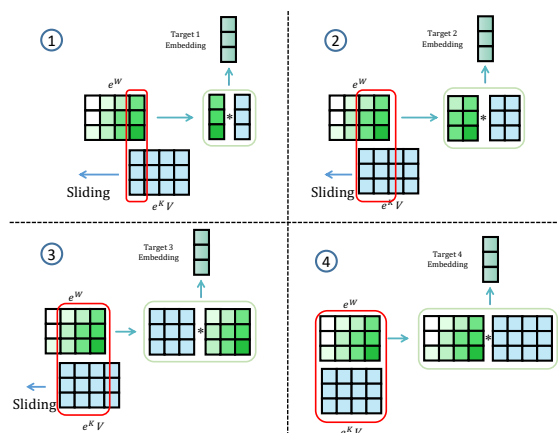 1
Target 1
Embedding
e^W
*
Sliding
e^K V
2
Target 2
Embedding
e^W
*
Sliding
e^K V
3
Target 3
Embedding
e^W
*
Sliding
e^K V
4
Target 4
Embedding
e^W
*
e^K V